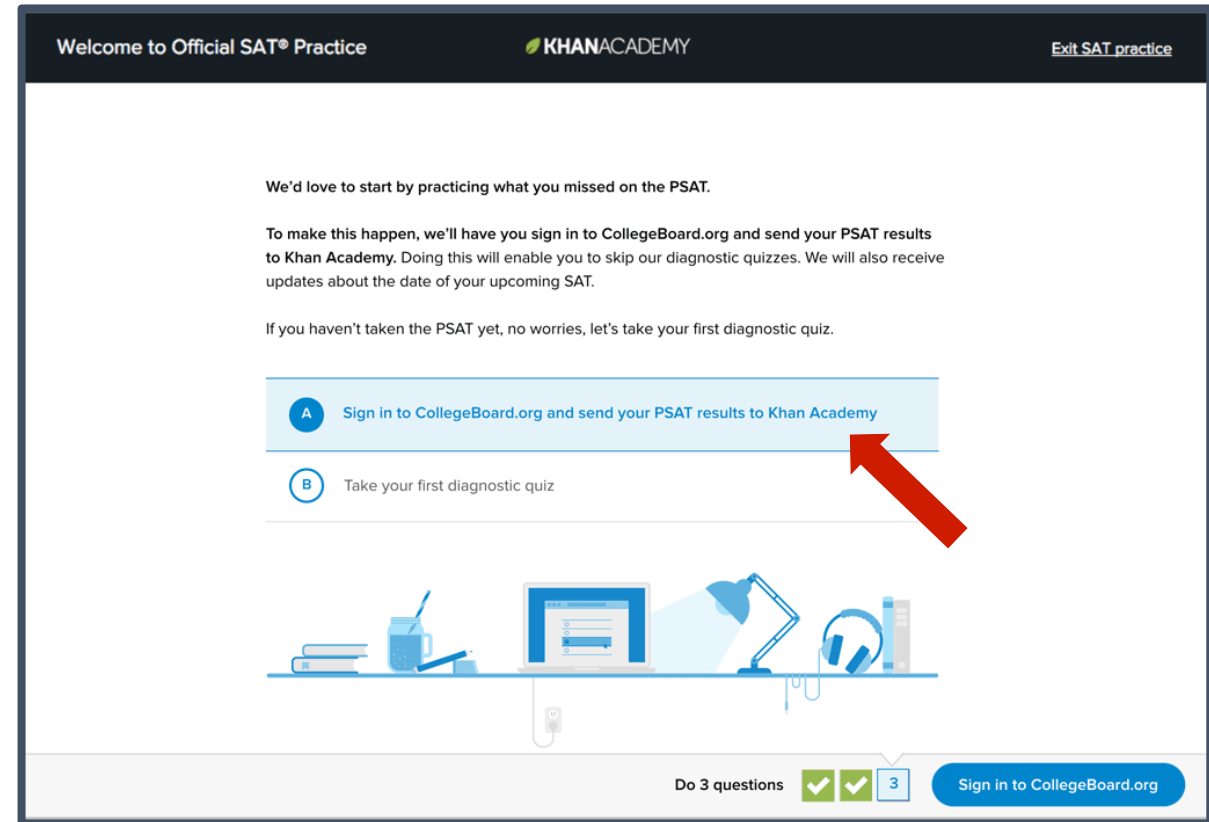 Welcome to Official SAT® Practice
KHANACADEMY
Exit SAT practice
We'd love to start by practicing what you missed on the PSAT.
To make this happen, we'll have you sign in to CollegeBoard.org and send your PSAT results
to Khan Academy. Doing this will enable you to skip our diagnostic quizzes. We will also receive
updates about the date of your upcoming SAT.
If you haven't taken the PSAT yet, no worries, let's take your first diagnostic quiz.
A Sign in to CollegeBoard.org and send your PSAT results to Khan Academy
B Take your first diagnostic quiz
Do 3 questions 3 Sign in to CollegeBoard.org